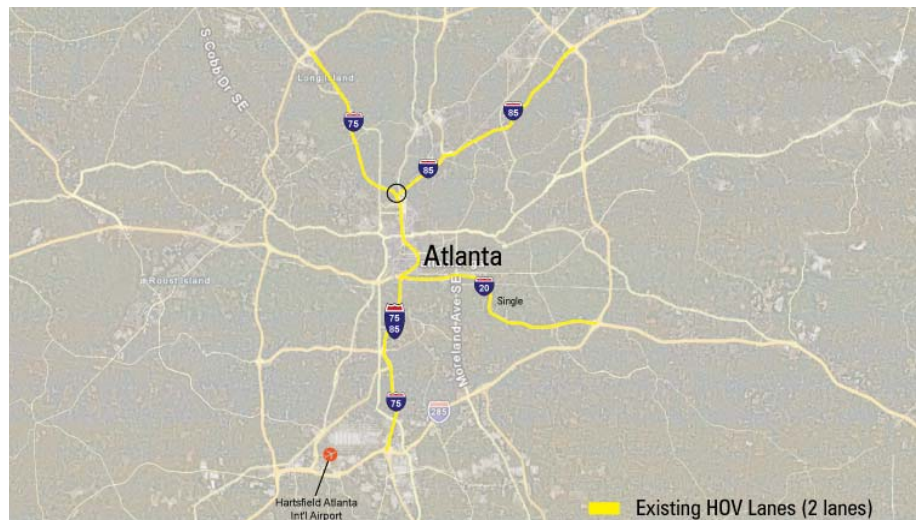 S Cobb Dr SE
Long Island
75
85
85
Atlanta
a Roost Island
20
Single
75
85
Moreland Ave SE
75
285
Hartsfield Atlanta
Int'l Airport
Existing HOV Lanes (2 lanes)